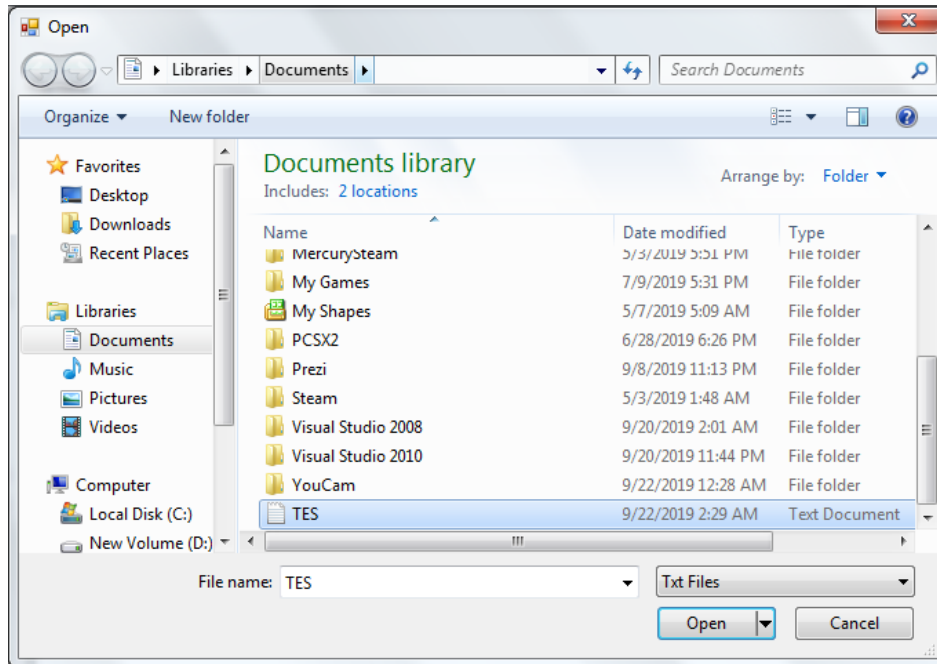 Open
Libraries Documents Search Documents
Organize New folder
Favorites
Desktop
Downloads
Recent Places
Libraries
Documents
Music
Pictures
Videos
Computer
Local Disk (C:)
New Volume (D:)
Documents library
Includes: 2 locations
Arrange by: Folder
Name Date modified Type
MercurySteam 5/3/2019 5:51 PM File folder
My Games 7/9/2019 5:31 PM File folder
My Shapes 5/7/2019 5:09 AM File folder
PCSX2 6/28/2019 6:26 PM File folder
Prezi 9/8/2019 11:13 PM File folder
Steam 5/3/2019 1:48 AM File folder
Visual Studio 2008 9/20/2019 2:01 AM File folder
Visual Studio 2010 9/20/2019 11:44 PM File folder
YouCam 9/22/2019 12:28 AM File folder
TES 9/22/2019 2:29 AM Text Document
File name: TES Txt Files
Open Cancel